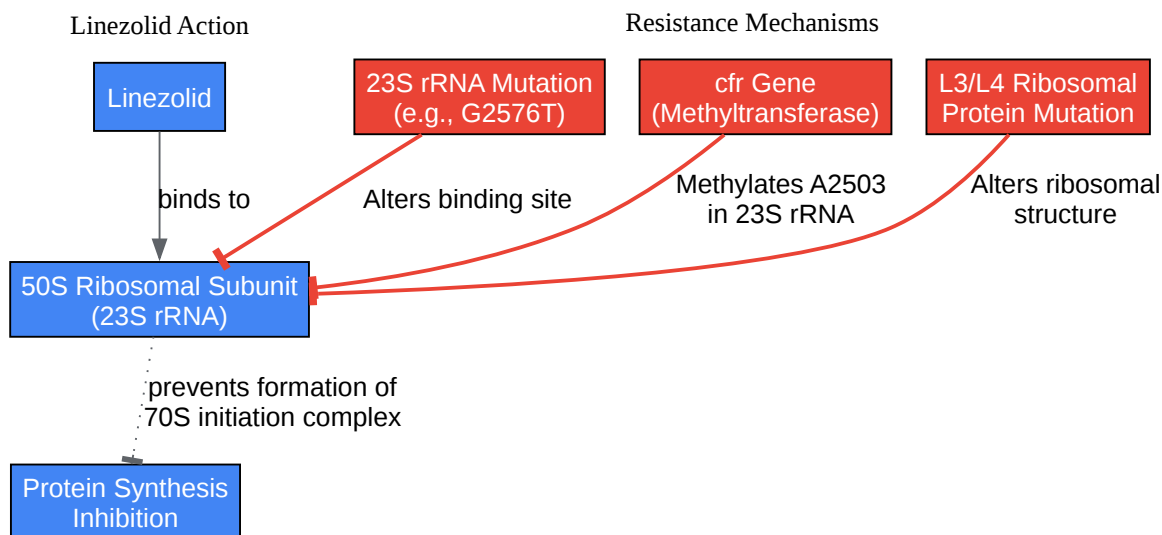 Linezolid Action
Resistance Mechanisms
Linezolid
23S rRNA Mutation
(e.g., G2576T)
cfr Gene
(Methyltransferase)
L3/L4 Ribosomal
Protein Mutation
binds to
Alters binding site
Methylates A2503
in 23S rRNA
Alters ribosomal
structure
50S Ribosomal Subunit
(23S rRNA)
prevents formation of
70S initiation complex
Protein Synthesis
Inhibition